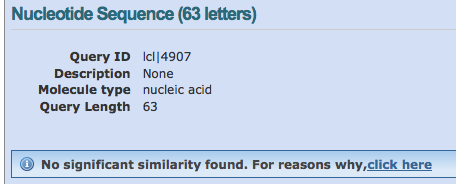 Nucleotide Sequence (63 letters)
Query ID lcl|4907
Description None
Molecule type nucleic acid
Query Length 63
No significant similarity found. For reasons why,click here